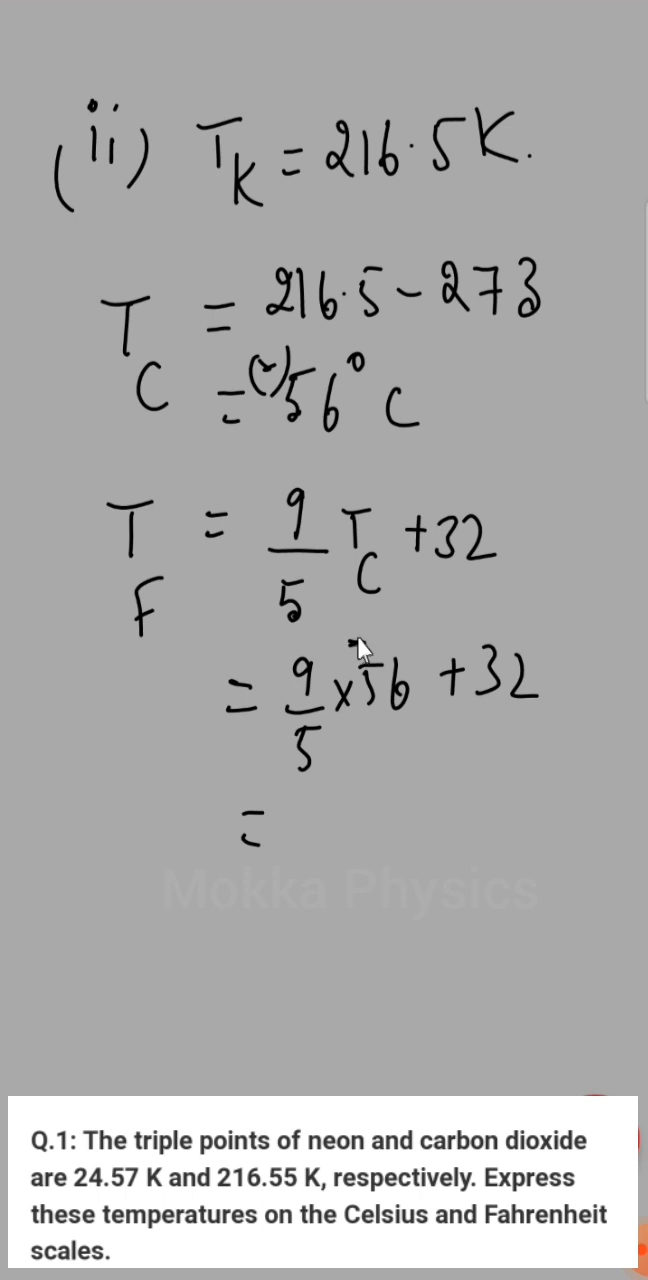 (ii) T_K = 216.5K.
T_C = 216.5 - 273
= (-)56° C
T_F = 9/5 T_C + 32
= 9/5 x 56 + 32
=
Mokka Physics
Q.1: The triple points of neon and carbon dioxide
are 24.57 K and 216.55 K, respectively. Express
these temperatures on the Celsius and Fahrenheit
scales.